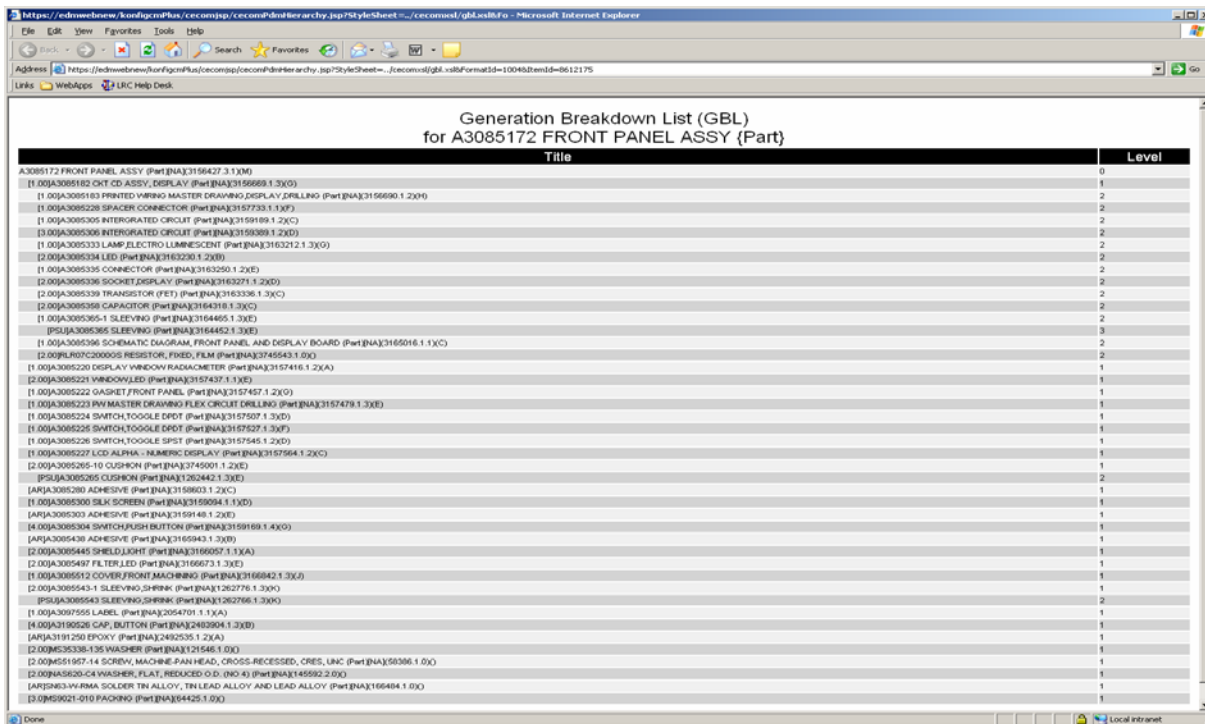 https://edmwebnew/konfigcmPlus/cecomjsp/cecomPdmHierarchy.jsp?StyleSheet=../cecomxsl/gbl.xsl&Fo - Microsoft Internet Explorer
File Edit View Favorites Tools Help
Back Search Favorites
Address https://edmwebnew/konfigcmPlus/cecomjsp/cecomPdmHierarchy.jsp?StyleSheet=../cecomxsl/gbl.xsl&FormatId=1004&ItemId=8612175 Go
Links WebApps LRC Help Desk
Generation Breakdown List (GBL)
for A3085172 FRONT PANEL ASSY {Part}
Title Level
A3085172 FRONT PANEL ASSY (Part)[NA](3156427.3.1)(M) 0
[1.00]A3085182 CKT CD ASSY, DISPLAY (Part)[NA](3156669.1.3)(G) 1
[1.00]A3085183 PRINTED WIRING MASTER DRAWING,DISPLAY,DRILLING (Part)[NA](3156690.1.2)(H) 2
[1.00]A3085228 SPACER CONNECTOR (Part)[NA](3157733.1.1)(F) 2
[1.00]A3085305 INTERGRATED CIRCUIT (Part)[NA](3159189.1.2)(C) 2
[3.00]A3085306 INTERGRATED CIRCUIT (Part)[NA](3159389.1.2)(D) 2
[1.00]A3085333 LAMP,ELECTRO LUMINESCENT (Part)[NA](3163212.1.3)(G) 2
[2.00]A3085334 LED (Part)[NA](3163230.1.2)(B) 2
[1.00]A3085335 CONNECTOR (Part)[NA](3163250.1.2)(E) 2
[2.00]A3085336 SOCKET,DISPLAY (Part)[NA](3163271.1.2)(D) 2
[2.00]A3085339 TRANSISTOR (FET) (Part)[NA](3163336.1.3)(C) 2
[2.00]A3085358 CAPACITOR (Part)[NA](3164318.1.3)(C) 2
[1.00]A3085365-1 SLEEVING (Part)[NA](3164465.1.3)(E) 2
[PSU]A3085365 SLEEVING (Part)[NA](3164452.1.3)(E) 3
[1.00]A3085396 SCHEMATIC DIAGRAM, FRONT PANEL AND DISPLAY BOARD (Part)[NA](3165016.1.1)(C) 2
[2.00]RLR07C2000GS RESISTOR, FIXED, FILM (Part)[NA](3745543.1.0)() 2
[1.00]A3085220 DISPLAY WINDOW RADIACMETER (Part)[NA](3157416.1.2)(A) 1
[2.00]A3085221 WINDOW,LED (Part)[NA](3157437.1.1)(E) 1
[1.00]A3085222 GASKET,FRONT PANEL (Part)[NA](3157457.1.2)(G) 1
[1.00]A3085223 PW MASTER DRAWING FLEX CIRCUIT DRILLING (Part)[NA](3157479.1.3)(E) 1
[1.00]A3085224 SWITCH,TOGGLE DPDT (Part)[NA](3157507.1.3)(D) 1
[1.00]A3085225 SWITCH,TOGGLE DPDT (Part)[NA](3157527.1.3)(F) 1
[1.00]A3085226 SWITCH,TOGGLE SPST (Part)[NA](3157545.1.2)(D) 1
[1.00]A3085227 LCD ALPHA - NUMERIC DISPLAY (Part)[NA](3157564.1.2)(C) 1
[2.00]A3085265-10 CUSHION (Part)[NA](3745001.1.2)(E) 1
[PSU]A3085265 CUSHION (Part)[NA](1262442.1.3)(E) 2
[AR]A3085280 ADHESIVE (Part)[NA](3158603.1.2)(C) 1
[1.00]A3085300 SILK SCREEN (Part)[NA](3159094.1.1)(D) 1
[AR]A3085303 ADHESIVE (Part)[NA](3159148.1.2)(E) 1
[4.00]A3085304 SWITCH,PUSH BUTTON (Part)[NA](3159169.1.4)(G) 1
[AR]A3085438 ADHESIVE (Part)[NA](3165943.1.3)(B) 1
[2.00]A3085445 SHIELD,LIGHT (Part)[NA](3166057.1.1)(A) 1
[2.00]A3085497 FILTER,LED (Part)[NA](3166673.1.3)(E) 1
[1.00]A3085512 COVER,FRONT,MACHINING (Part)[NA](3166842.1.3)(J) 1
[2.00]A3085543-1 SLEEVING,SHRINK (Part)[NA](1262776.1.3)(K) 1
[PSU]A3085543 SLEEVING,SHRINK (Part)[NA](1262766.1.3)(K) 2
[1.00]A3097555 LABEL (Part)[NA](2054701.1.1)(A) 1
[4.00]A3190526 CAP, BUTTON (Part)[NA](2483904.1.3)(B) 1
[AR]A3191250 EPOXY (Part)[NA](2492535.1.2)(A) 1
[2.00]MS35338-135 WASHER (Part)[NA](121546.1.0)() 1
[2.00]MS51957-14 SCREW, MACHINE-PAN HEAD, CROSS-RECESSED, CRES, UNC (Part)[NA](58386.1.0)() 1
[2.00]NAS620-C4 WASHER, FLAT, REDUCED O.D. (NO 4) (Part)[NA](145592.2.0)() 1
[AR]SN63-W-RMA SOLDER TIN ALLOY, TIN LEAD ALLOY AND LEAD ALLOY (Part)[NA](166484.1.0)() 1
[3.0]MS9021-010 PACKING (Part)[NA](64425.1.0)() 1
Done Local intranet